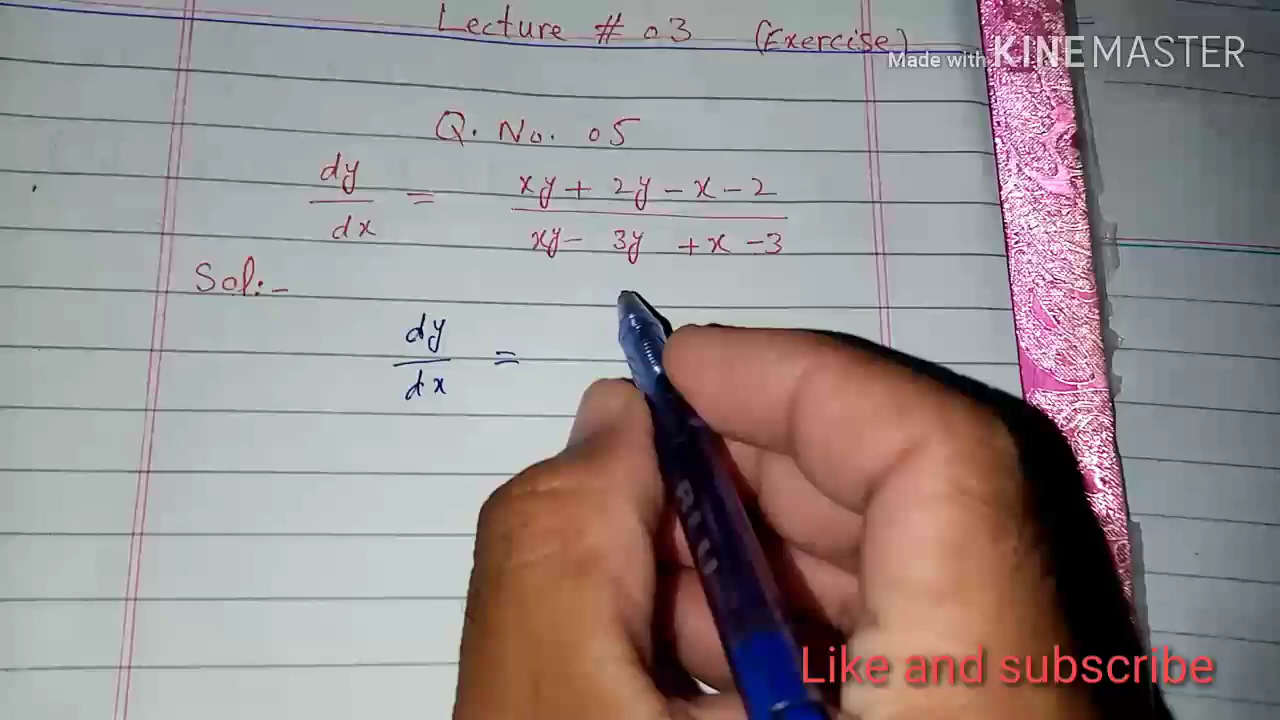 Lecture # 03 (Exercise)
Made with KINEMASTER
Q. No. 05
dy/dx = xy + 2y - x - 2 / xy - 3y + x - 3
Sol:-
dy/dx =
Like and subscribe